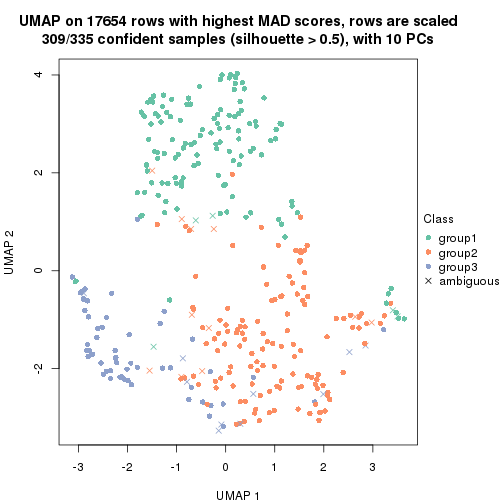 UMAP on 17654 rows with highest MAD scores, rows are scaled
309/335 confident samples (silhouette > 0.5), with 10 PCs
4
2
0
-2
UMAP 2
-3
-2
-1
0
1
2
3
UMAP 1
Class
group1
group2
group3
ambiguous